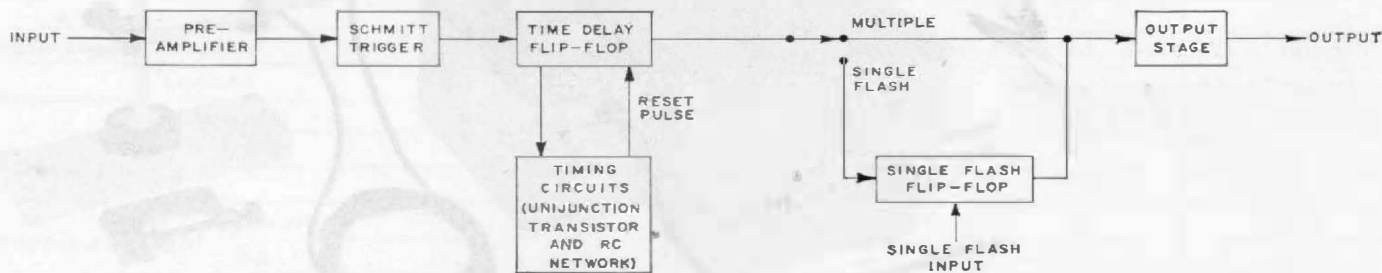 INPUT
PRE-
AMPLIFIER
SCHMITT
TRIGGER
TIME DELAY
FLIP-FLOP
RESET
PULSE
TIMING
CIRCUITS
(UNIJUNCTION
TRANSISTOR
AND RC
NETWORK)
MULTIPLE
SINGLE
FLASH
SINGLE FLASH
FLIP-FLOP
SINGLE FLASH
INPUT
OUTPUT
STAGE
OUTPUT